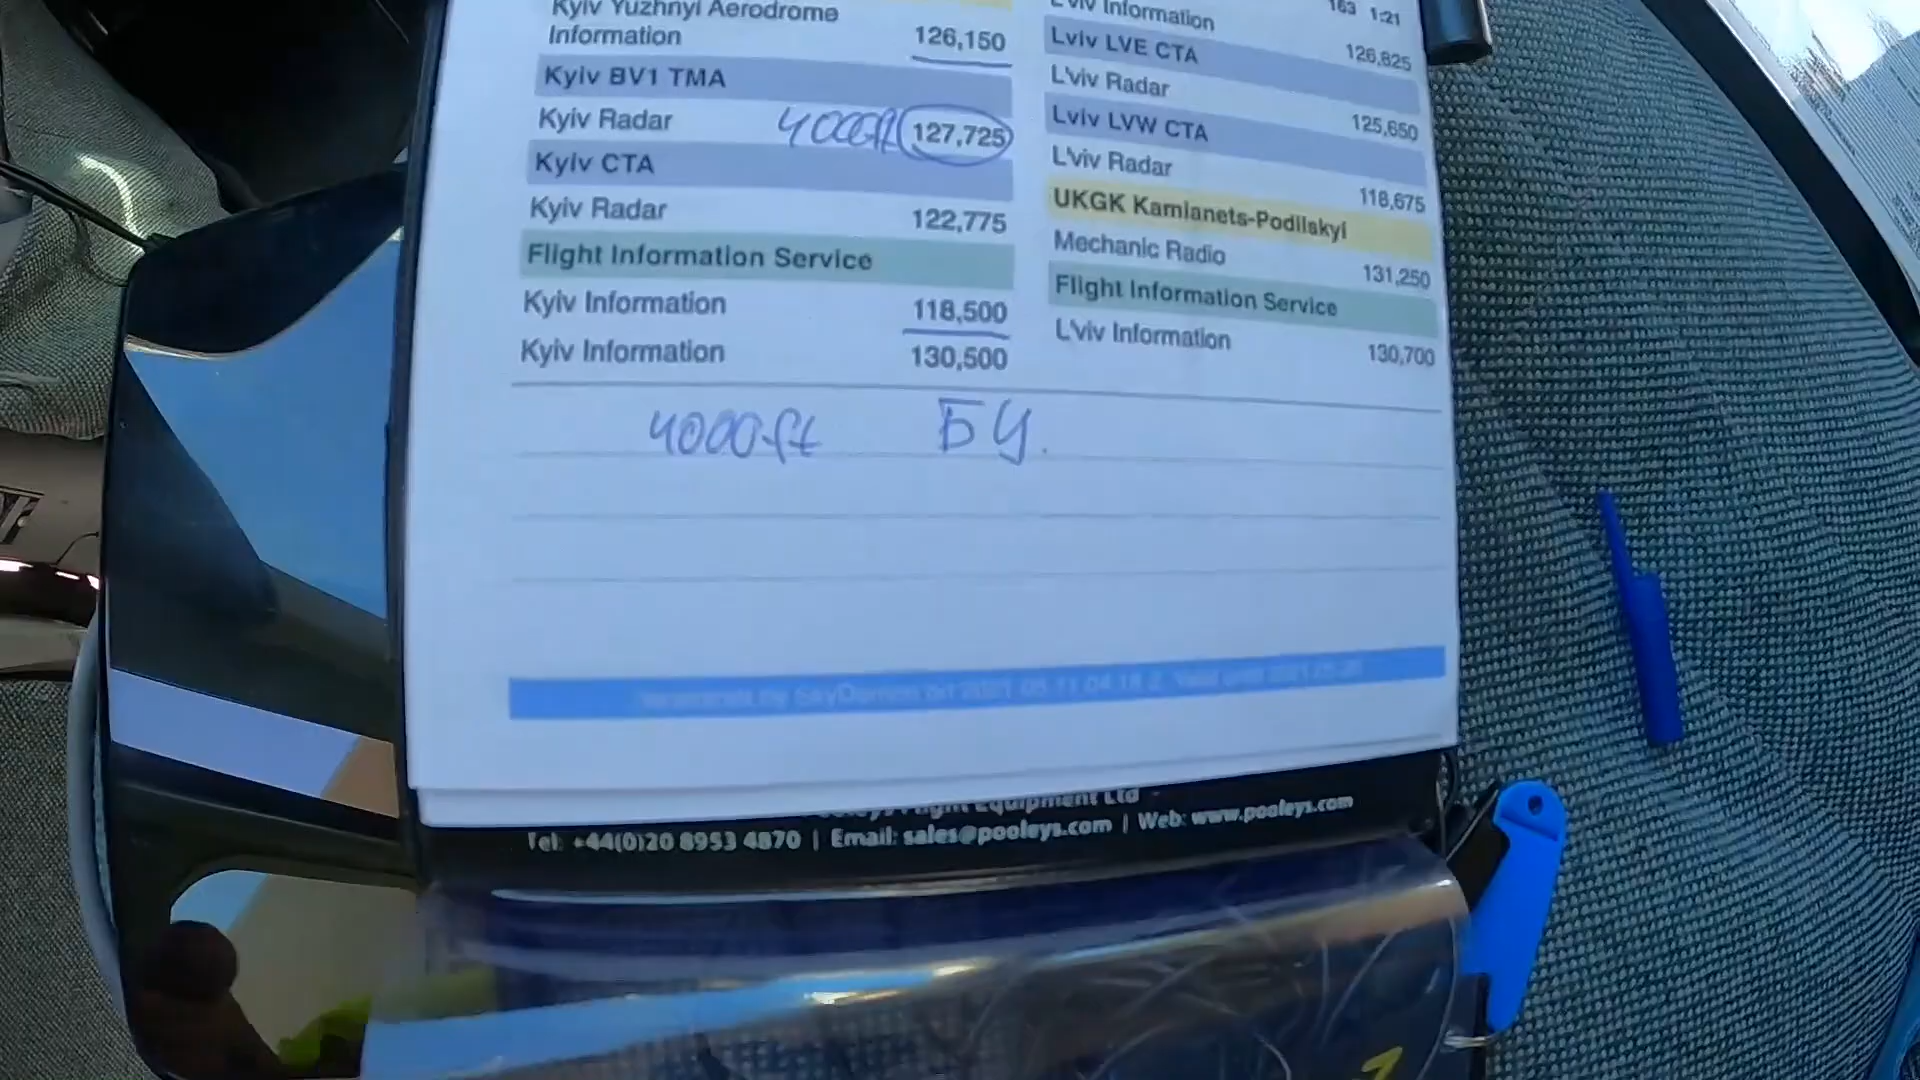 Kyiv Yuzhnyi Aerodrome
Information 126,150
Kyiv BV1 TMA
Kyiv Radar 4000ft 127,725
Kyiv CTA
Kyiv Radar 122,775
Flight Information Service
Kyiv Information 118,500
Kyiv Information 130,500
163 1:21
L'viv Information 126,825
Lviv LVE CTA
L'viv Radar 125,650
Lviv LVW CTA
L'viv Radar 118,675
UKGK Kamianets-Podilskyi
Mechanic Radio 131,250
Flight Information Service
L'viv Information 130,700
4000ft БУ.
Flight Equipment Ltd
Tel: +44(0)20 8953 4870 | Email: sales@pooleys.com | Web: www.pooleys.com